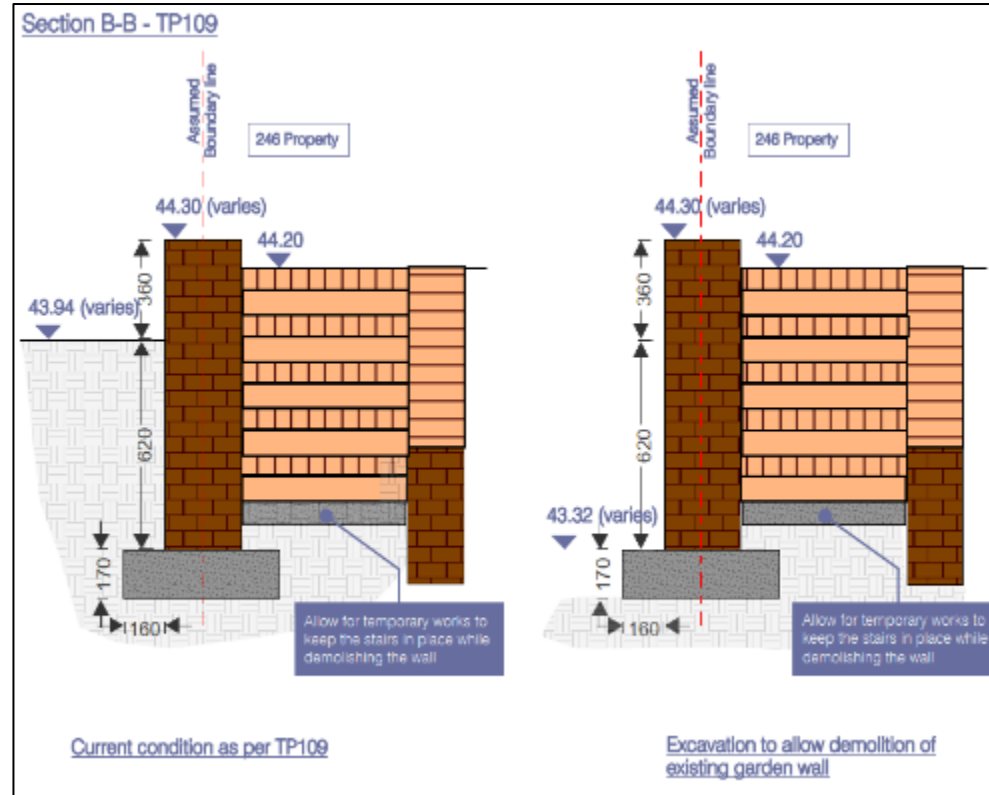 Section B-B - TP109
Assumed
Boundary line
246 Property
44.30 (varies)
44.20
43.94 (varies)
360
620
170
160
Allow for temporary works to
keep the stairs in place while
demolishing the wall
Current condition as per TP109
Assumed
Boundary line
246 Property
44.30 (varies)
44.20
360
620
43.32 (varies)
170
160
Allow for temporary works to
keep the stairs in place while
demolishing the wall
Excavation to allow demolition of
existing garden wall